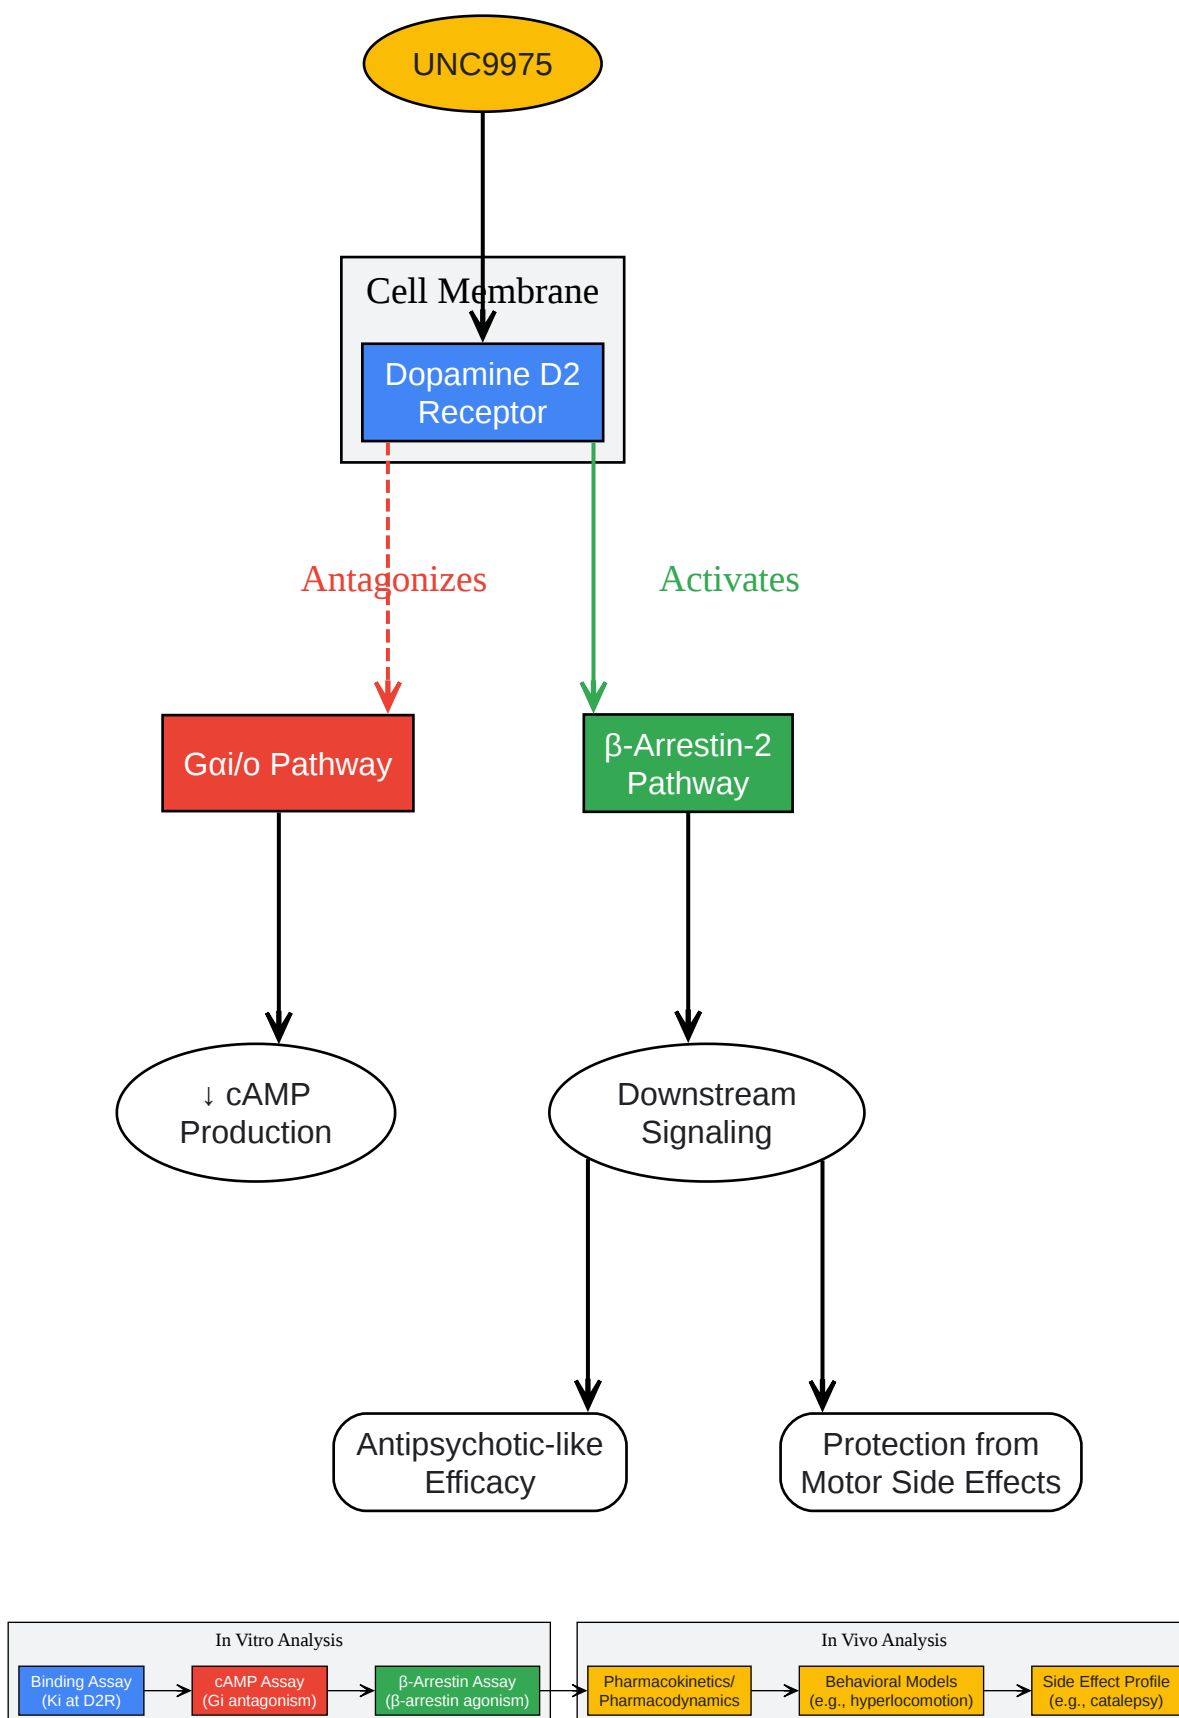 UNC9975
Cell Membrane
Dopamine D2
Receptor
Antagonizes
Activates
Gαi/o Pathway
β-Arrestin-2
Pathway
↓ cAMP
Production
Downstream
Signaling
Antipsychotic-like
Efficacy
Protection from
Motor Side Effects
In Vitro Analysis
Binding Assay
(Ki at D2R)
cAMP Assay
(Gi antagonism)
β-Arrestin Assay
(β-arrestin agonism)
In Vivo Analysis
Pharmacokinetics/
Pharmacodynamics
Behavioral Models
(e.g., hyperlocomotion)
Side Effect Profile
(e.g., catalepsy)